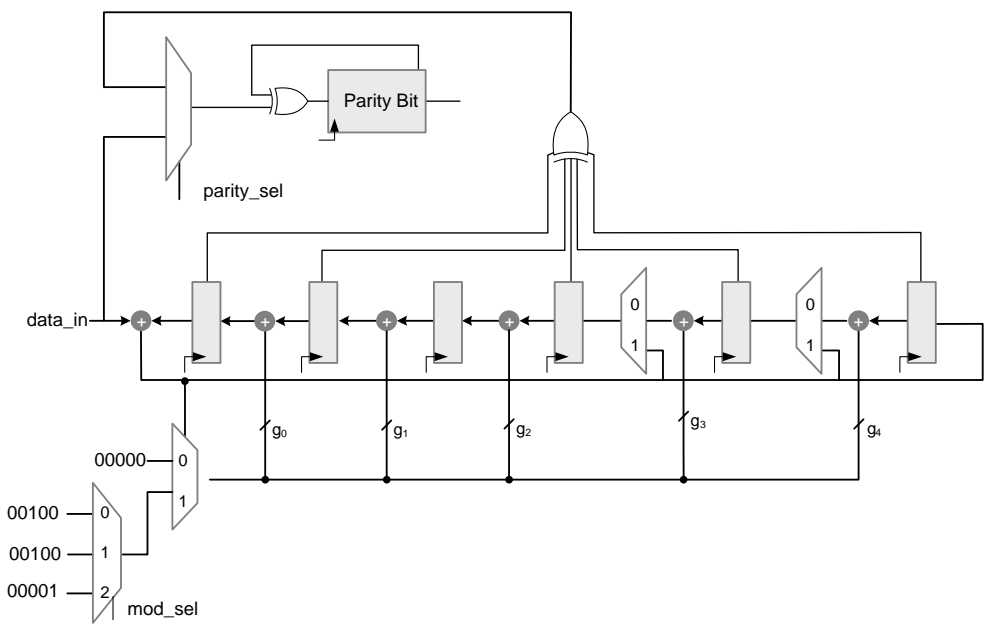 Parity Bit
parity_sel
data_in
+
+
+
+
0
1
+
0
1
+
g₀
g₁
g₂
g₃
g₄
00000
0
1
00100
0
00100
1
00001
2
mod_sel